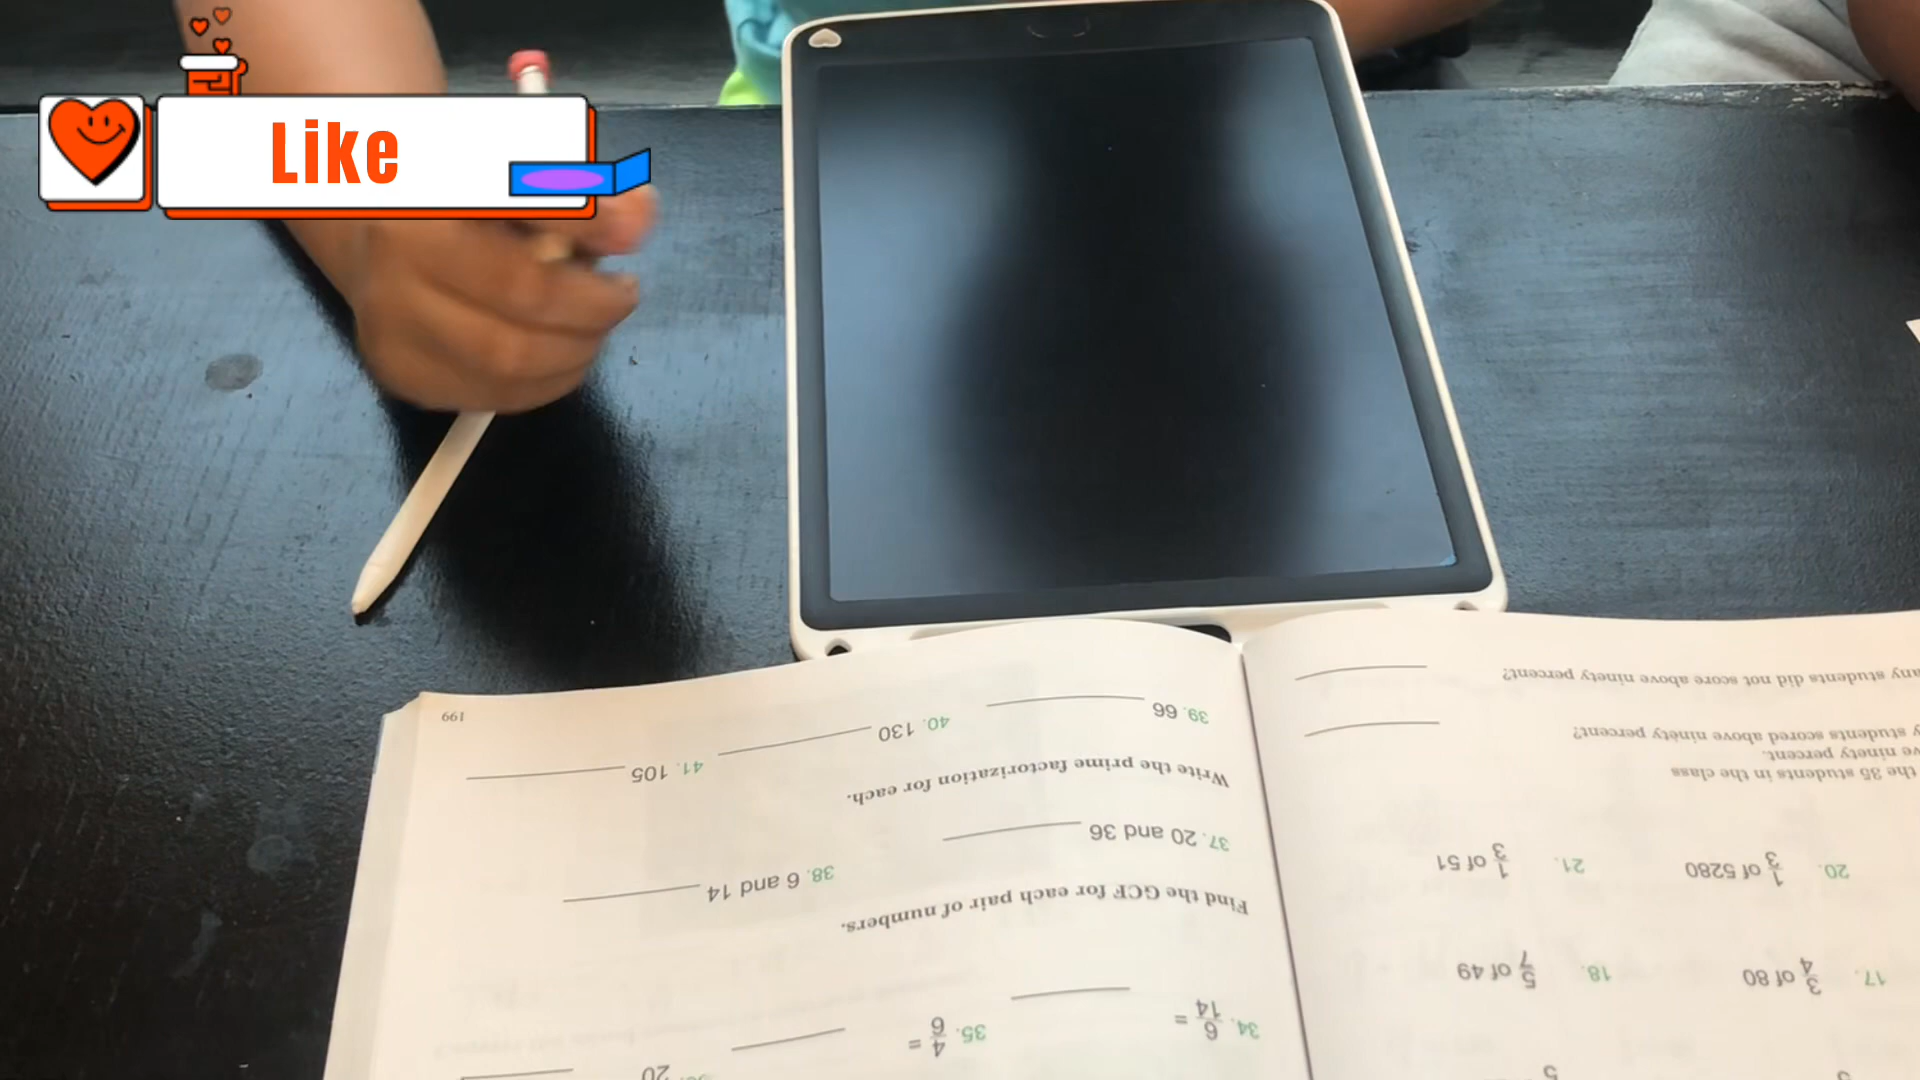 Like
34. 6/14 =
35. 4/6 =
20
Find the GCF for each pair of numbers.
37. 20 and 36
38. 6 and 14
Write the prime factorization for each.
39. 66
40. 130
41. 105
199
17. 3/4 of 80
18. 5/7 of 49
20. 1/3 of 5280
21. 1/3 of 51
the 35 students in the class
ve ninety percent.
y students scored above ninety percent?
any students did not score above ninety percent?